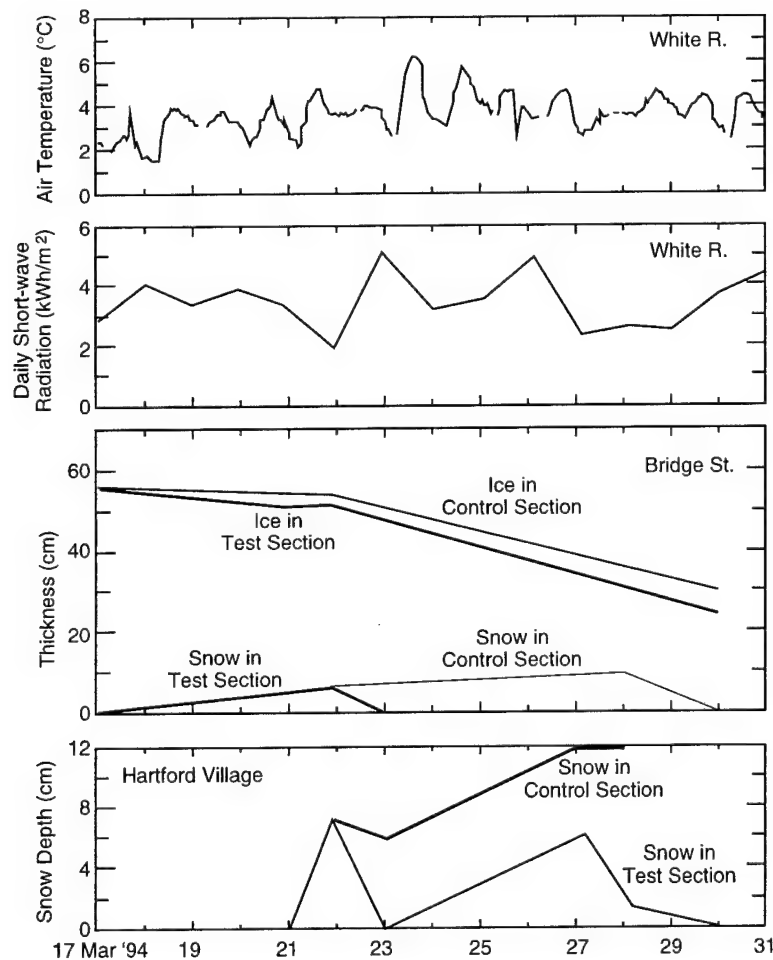 Air Temperature (°C)
8
6
4
2
0
White R.
Daily Short-wave
Radiation (kWh/m²)
6
4
2
0
White R.
Thickness (cm)
60
40
20
0
Bridge St.
Ice in
Control Section
Ice in
Test Section
Snow in
Control Section
Snow in
Test Section
Snow Depth (cm)
12
8
4
0
Hartford Village
Snow in
Control Section
Snow in
Test Section
17 Mar '94 19 21 23 25 27 29 31